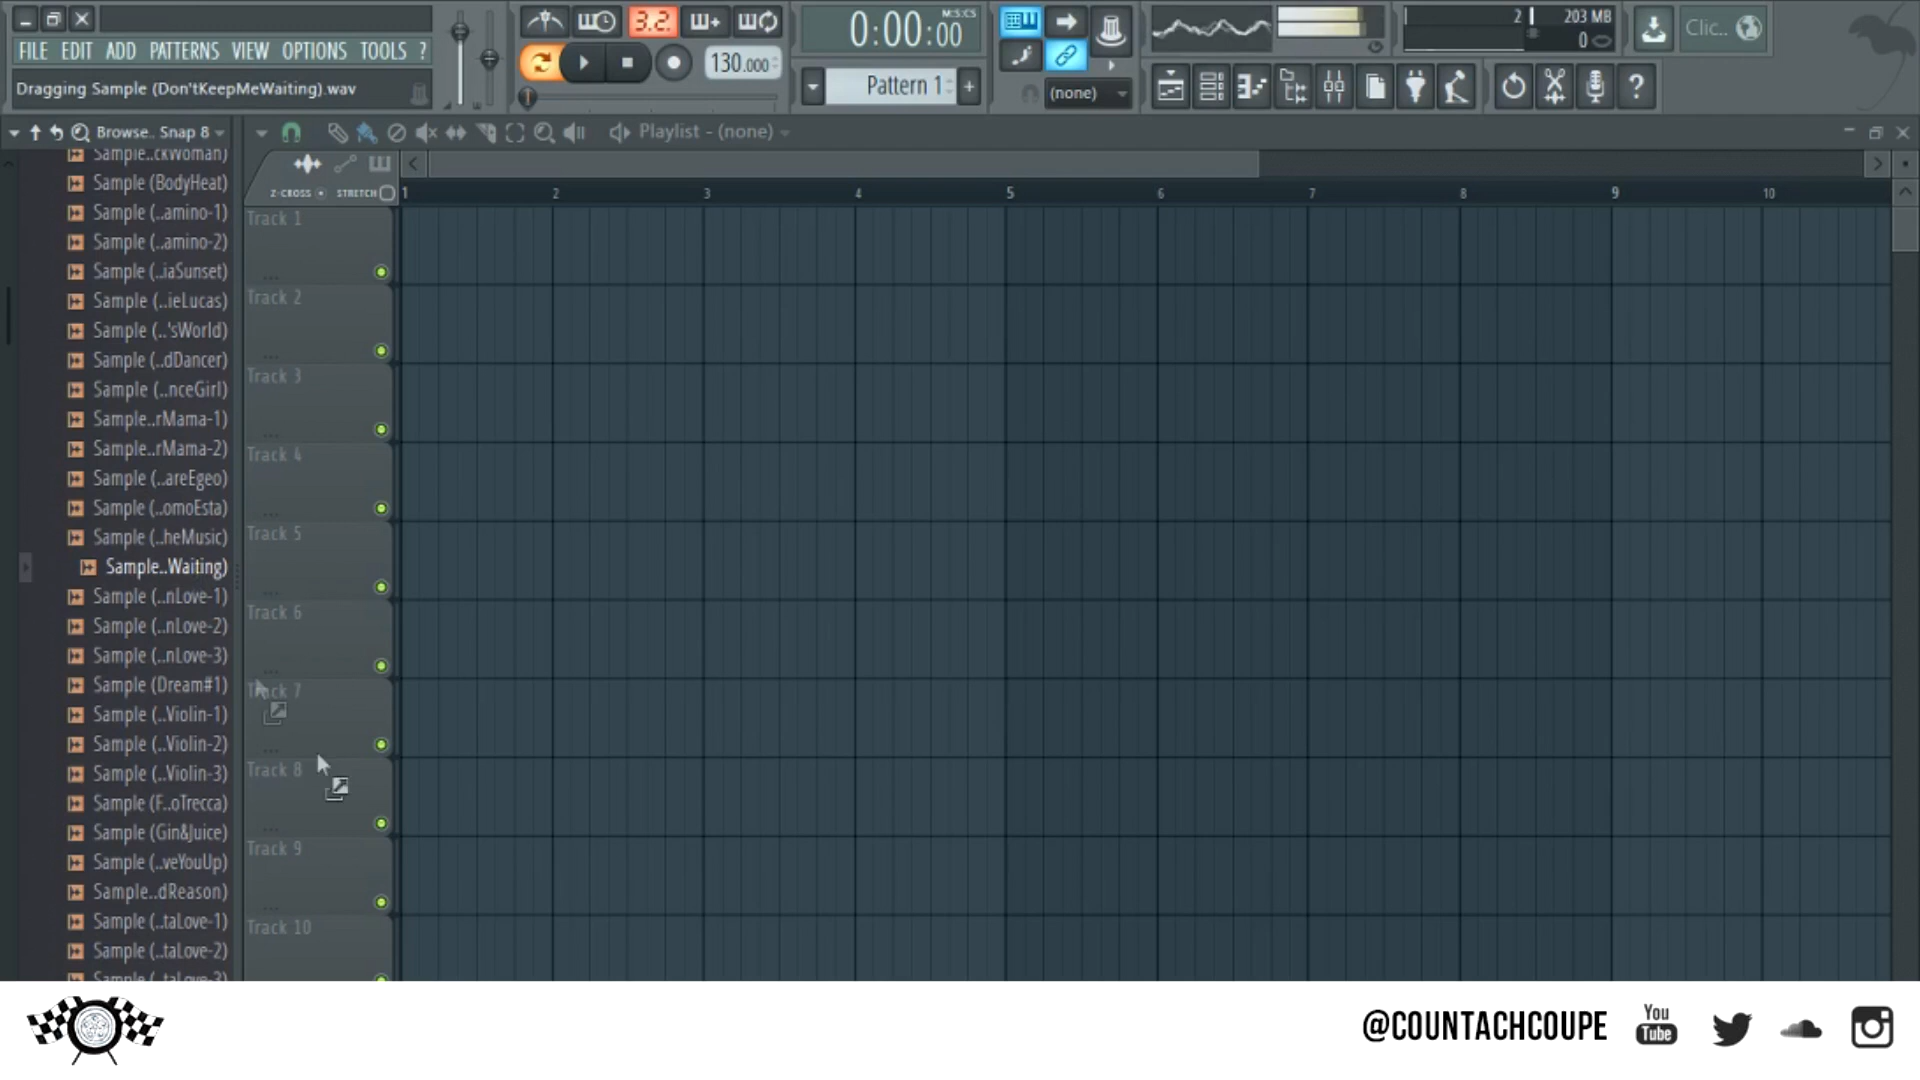 FILE EDIT ADD PATTERNS VIEW OPTIONS TOOLS ?
Dragging Sample (Don'tKeepMeWaiting).wav
3.2.
130.000
0:00:00
M:S:CS
Pattern 1
(none)
2
203 MB
0
Clic..
Browse.. Snap 8
Playlist - (none)
Z-CROSS STRETCH
1 2 3 4 5 6 7 8 9 10
Sample..ckWoman)
Sample (BodyHeat)
Sample (..amino-1)
Sample (..amino-2)
Sample (..iaSunset)
Sample (..ieLucas)
Sample (..'sWorld)
Sample (..dDancer)
Sample (..nceGirl)
Sample..rMama-1)
Sample..rMama-2)
Sample (..areEgeo)
Sample (..omoEsta)
Sample (..heMusic)
Sample..Waiting)
Sample (..nLove-1)
Sample (..nLove-2)
Sample (..nLove-3)
Sample (Dream#1)
Sample (..Violin-1)
Sample (..Violin-2)
Sample (..Violin-3)
Sample (F..oTrecca)
Sample (Gin&Juice)
Sample (..veYouUp)
Sample..dReason)
Sample (..taLove-1)
Sample (..taLove-2)
Sample (..taLove-3)
Track 1
Track 2
Track 3
Track 4
Track 5
Track 6
Track 7
Track 8
Track 9
Track 10
@COUNTACHCOUPE
You
Tube